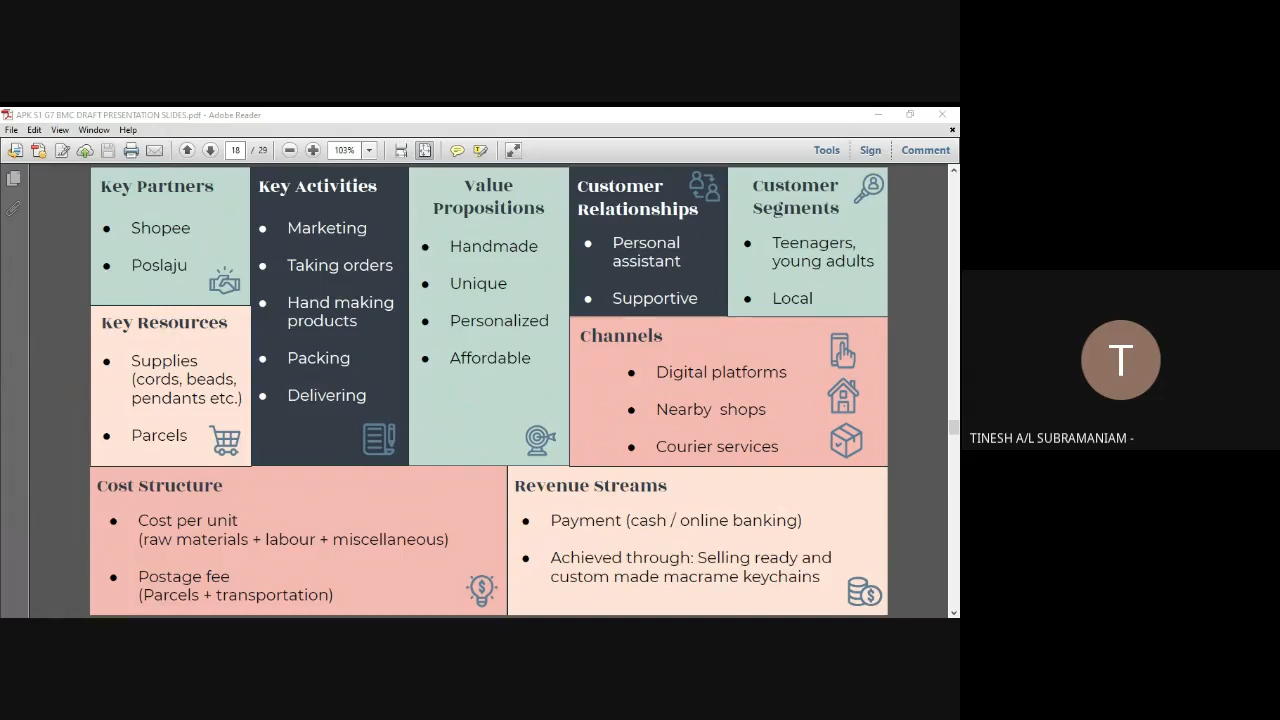 APK S1 G7 BMC DRAFT PRESENTATION SLIDES.pdf - Adobe Reader
File Edit View Window Help
18 / 29 103% Tools Sign Comment
Key Partners
Shopee
Poslaju
Key Resources
Supplies
(cords, beads,
pendants etc.)
Parcels
Key Activities
Marketing
Taking orders
Hand making
products
Packing
Delivering
Value
Propositions
Handmade
Unique
Personalized
Affordable
Customer
Relationships
Personal
assistant
Supportive
Customer
Segments
Teenagers,
young adults
Local
Channels
Digital platforms
Nearby shops
Courier services
Cost Structure
Cost per unit
(raw materials + labour + miscellaneous)
Postage fee
(Parcels + transportation)
Revenue Streams
Payment (cash / online banking)
Achieved through: Selling ready and
custom made macrame keychains
T
TINESH A/L SUBRAMANIAM -